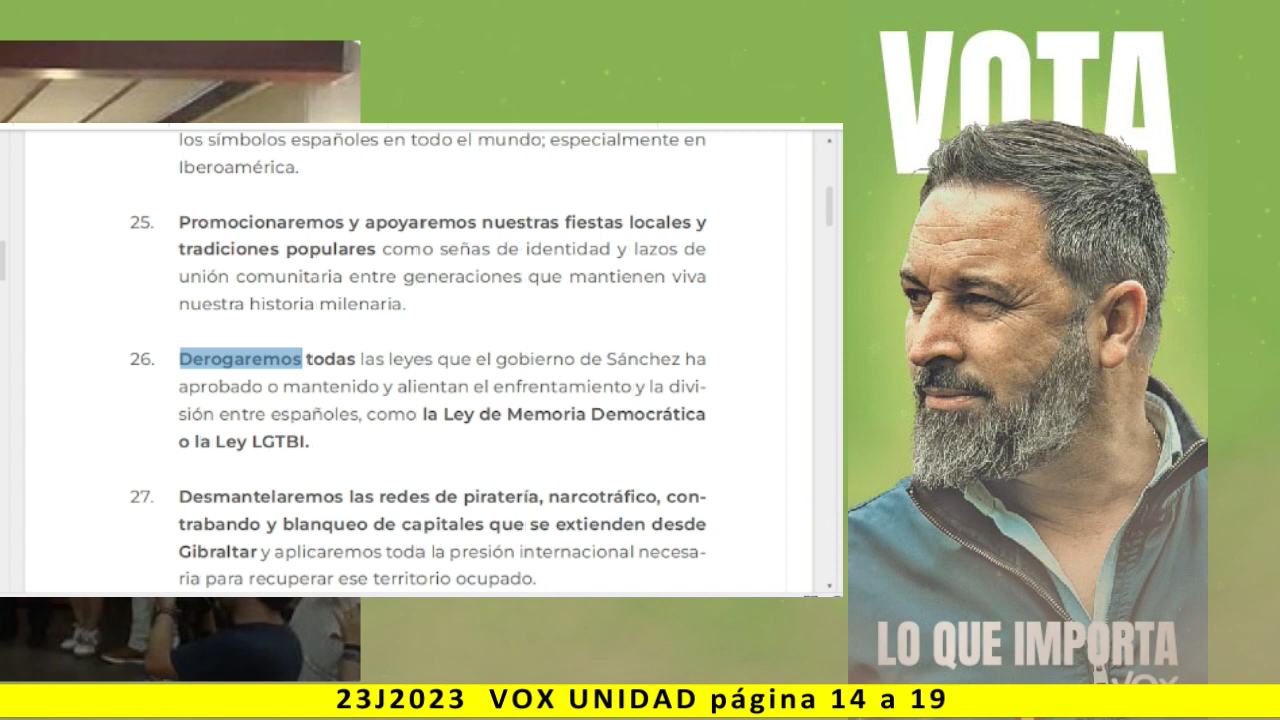 VOTA
los símbolos españoles en todo el mundo; especialmente en
Iberoamérica.
25. Promocionaremos y apoyaremos nuestras fiestas locales y
tradiciones populares como señas de identidad y lazos de
unión comunitaria entre generaciones que mantienen viva
nuestra historia milenaria.
26. Derogaremos todas las leyes que el gobierno de Sánchez ha
aprobado o mantenido y alientan el enfrentamiento y la divi-
sión entre españoles, como la Ley de Memoria Democrática
o la Ley LGTBI.
27. Desmantelaremos las redes de piratería, narcotráfico, con-
trabando y blanqueo de capitales que se extienden desde
Gibraltar y aplicaremos toda la presión internacional necesa-
ria para recuperar ese territorio ocupado.
LO QUE IMPORTA
VOX
23J2023 VOX UNIDAD página 14 a 19